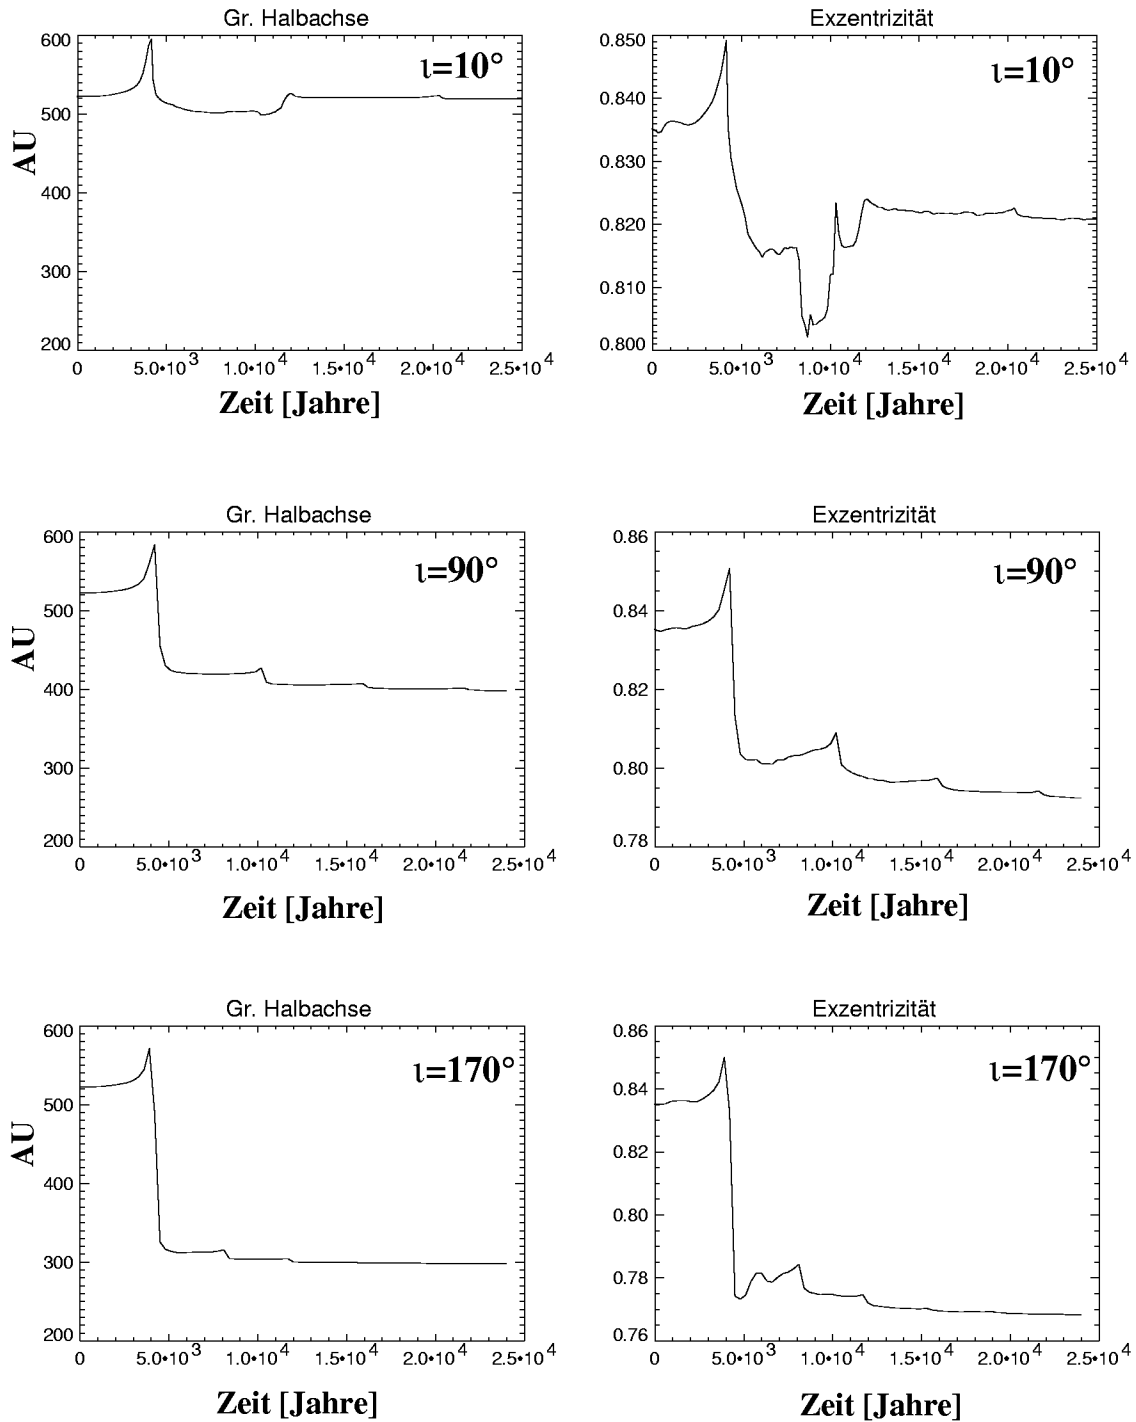 Gr. Halbachse
600
500
400
300
200
AU
ι=10°
0 5.0•10³ 1.0•10⁴ 1.5•10⁴ 2.0•10⁴ 2.5•10⁴
Zeit [Jahre]
Exzentrizität
0.850
0.840
0.830
0.820
0.810
0.800
ι=10°
0 5.0•10³ 1.0•10⁴ 1.5•10⁴ 2.0•10⁴ 2.5•10⁴
Zeit [Jahre]
Gr. Halbachse
600
500
400
300
200
AU
ι=90°
0 5.0•10³ 1.0•10⁴ 1.5•10⁴ 2.0•10⁴ 2.5•10⁴
Zeit [Jahre]
Exzentrizität
0.86
0.84
0.82
0.80
0.78
ι=90°
0 5.0•10³ 1.0•10⁴ 1.5•10⁴ 2.0•10⁴ 2.5•10⁴
Zeit [Jahre]
Gr. Halbachse
600
500
400
300
200
AU
ι=170°
0 5.0•10³ 1.0•10⁴ 1.5•10⁴ 2.0•10⁴ 2.5•10⁴
Zeit [Jahre]
Exzentrizität
0.86
0.84
0.82
0.80
0.78
0.76
ι=170°
0 5.0•10³ 1.0•10⁴ 1.5•10⁴ 2.0•10⁴ 2.5•10⁴
Zeit [Jahre]